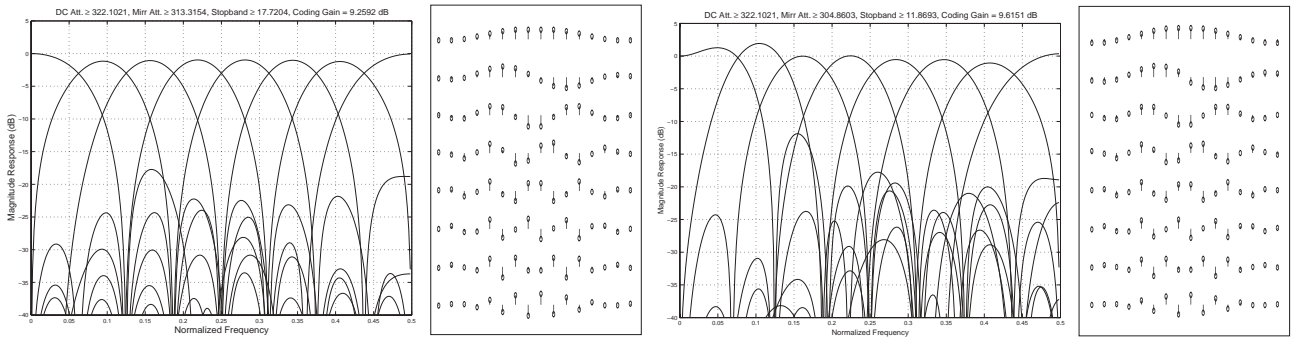 DC Att. ≥ 322.1021, Mirr Att. ≥ 313.3154, Stopband ≥ 17.7204, Coding Gain = 9.2592 dB
5
0
−5
−10
−15
−20
−25
−30
−35
−40
Magnitude Response (dB)
0 0.05 0.1 0.15 0.2 0.25 0.3 0.35 0.4 0.45 0.5
Normalized Frequency
DC Att. ≥ 322.1021, Mirr Att. ≥ 304.8603, Stopband ≥ 11.8693, Coding Gain = 9.6151 dB
5
0
−5
−10
−15
−20
−25
−30
−35
−40
Magnitude Response (dB)
0 0.05 0.1 0.15 0.2 0.25 0.3 0.35 0.4 0.45 0.5
Normalized Frequency